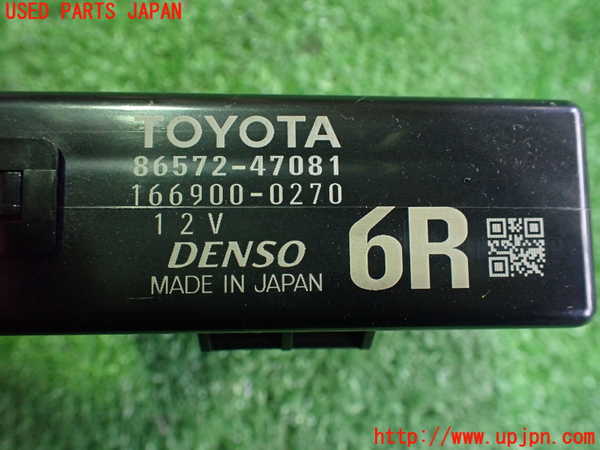 USED PARTS JAPAN
TOYOTA
86572-47081
166900-0270
12V
DENSO
MADE IN JAPAN
6R
http://www.upjpn.com/